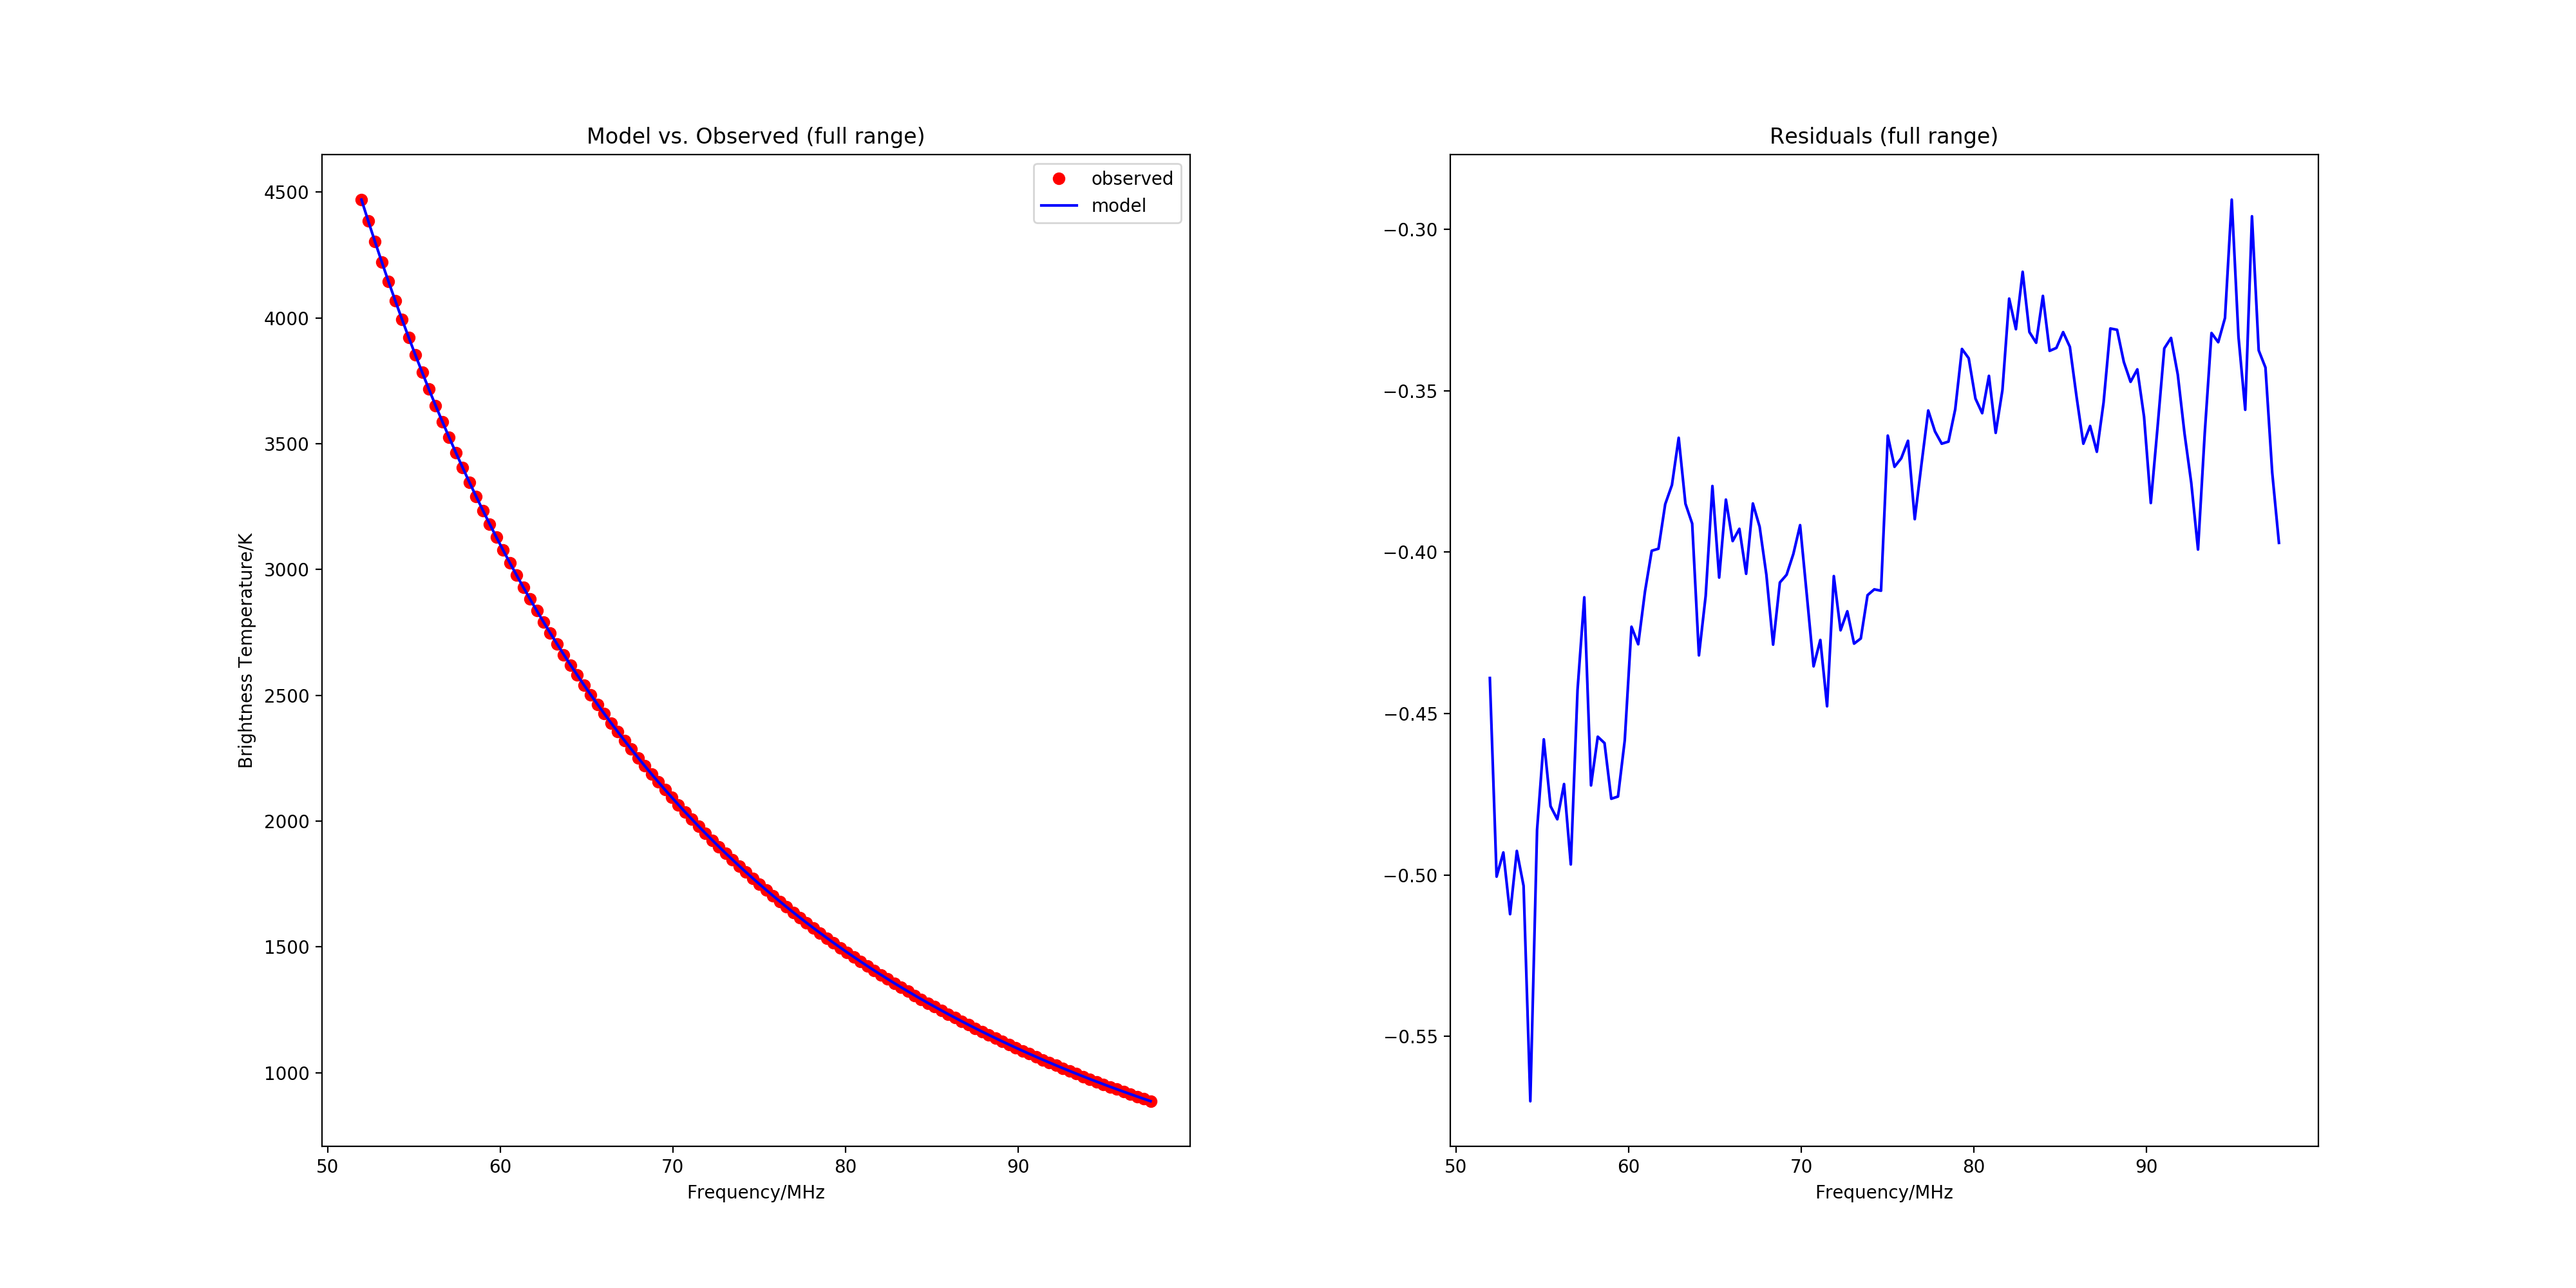 Model vs. Observed (full range)
observed
model
4500
4000
3500
3000
2500
2000
1500
1000
50 60 70 80 90
Frequency/MHz
Brightness Temperature/K
Residuals (full range)
−0.30
−0.35
−0.40
−0.45
−0.50
−0.55
50 60 70 80 90
Frequency/MHz